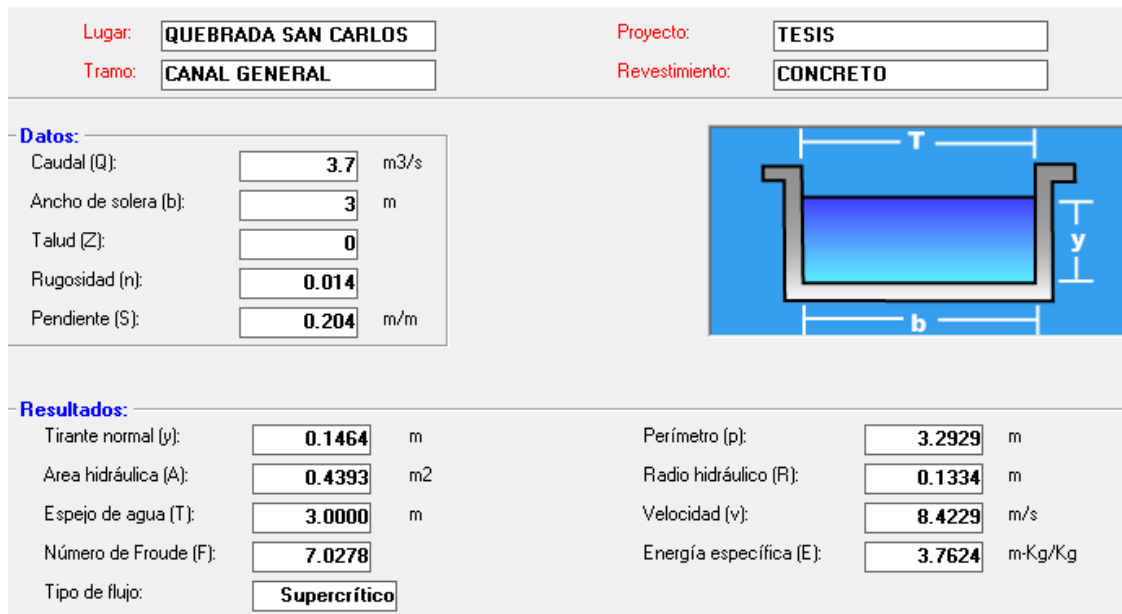 Lugar: QUEBRADA SAN CARLOS Proyecto: TESIS
Tramo: CANAL GENERAL Revestimiento: CONCRETO
Datos:
Caudal (Q): 3.7 m3/s
Ancho de solera (b): 3 m
Talud (Z): 0
Rugosidad (n): 0.014
Pendiente (S): 0.204 m/m
T
y
b
Resultados:
Tirante normal (y): 0.1464 m Perímetro (p): 3.2929 m
Area hidráulica (A): 0.4393 m2 Radio hidráulico (R): 0.1334 m
Espejo de agua (T): 3.0000 m Velocidad (v): 8.4229 m/s
Número de Froude (F): 7.0278 Energía específica (E): 3.7624 m-Kg/Kg
Tipo de flujo: Supercrítico